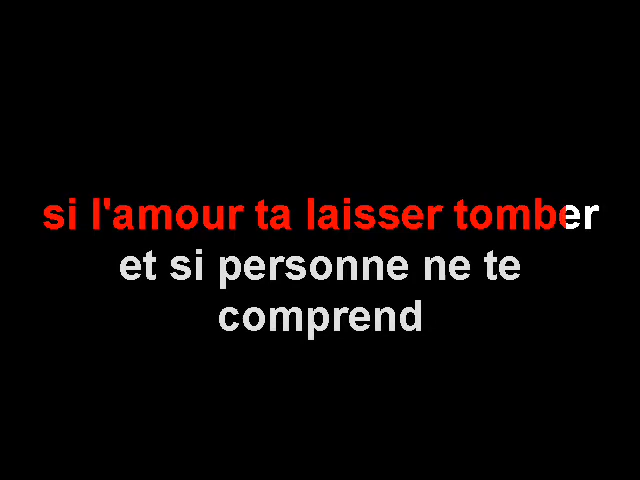 si l'amour ta laisser tomber
et si personne ne te
comprend